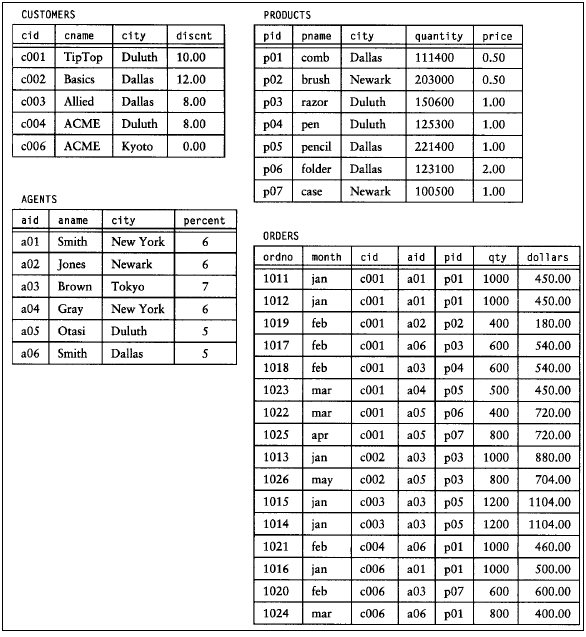 CUSTOMERS
cid cname city discnt
c001 TipTop Duluth 10.00
c002 Basics Dallas 12.00
c003 Allied Dallas 8.00
c004 ACME Duluth 8.00
c006 ACME Kyoto 0.00
AGENTS
aid aname city percent
a01 Smith New York 6
a02 Jones Newark 6
a03 Brown Tokyo 7
a04 Gray New York 6
a05 Otasi Duluth 5
a06 Smith Dallas 5
PRODUCTS
pid pname city quantity price
p01 comb Dallas 111400 0.50
p02 brush Newark 203000 0.50
p03 razor Duluth 150600 1.00
p04 pen Duluth 125300 1.00
p05 pencil Dallas 221400 1.00
p06 folder Dallas 123100 2.00
p07 case Newark 100500 1.00
ORDERS
ordno month cid aid pid qty dollars
1011 jan c001 a01 p01 1000 450.00
1012 jan c001 a01 p01 1000 450.00
1019 feb c001 a02 p02 400 180.00
1017 feb c001 a06 p03 600 540.00
1018 feb c001 a03 p04 600 540.00
1023 mar c001 a04 p05 500 450.00
1022 mar c001 a05 p06 400 720.00
1025 apr c001 a05 p07 800 720.00
1013 jan c002 a03 p03 1000 880.00
1026 may c002 a05 p03 800 704.00
1015 jan c003 a03 p05 1200 1104.00
1014 jan c003 a03 p05 1200 1104.00
1021 feb c004 a06 p01 1000 460.00
1016 jan c006 a01 p01 1000 500.00
1020 feb c006 a03 p07 600 600.00
1024 mar c006 a06 p01 800 400.00